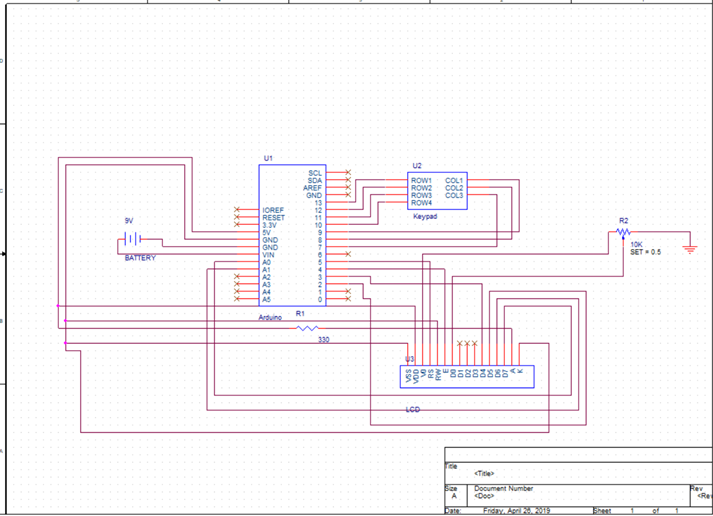 U1
SCL
SDA
AREF
GND
13
12
11
10
9
8
7
6
5
4
3
2
1
0
IOREF
RESET
3.3V
5V
GND
GND
VIN
A0
A1
A2
A3
A4
A5
Arduino
U2
ROW1 COL1
ROW2 COL2
ROW3 COL3
ROW4
Keypad
9V
BATTERY
R2
10K
SET = 0.5
R1
330
U3
VSS
VDD
V0
RS
RW
E
D0
D1
D2
D3
D4
D5
D6
D7
A
K
LCD
Title
<Title>
Size Document Number Rev
A <Doc> <Rev
Date: Friday, April 26, 2019 Sheet 1 of 1